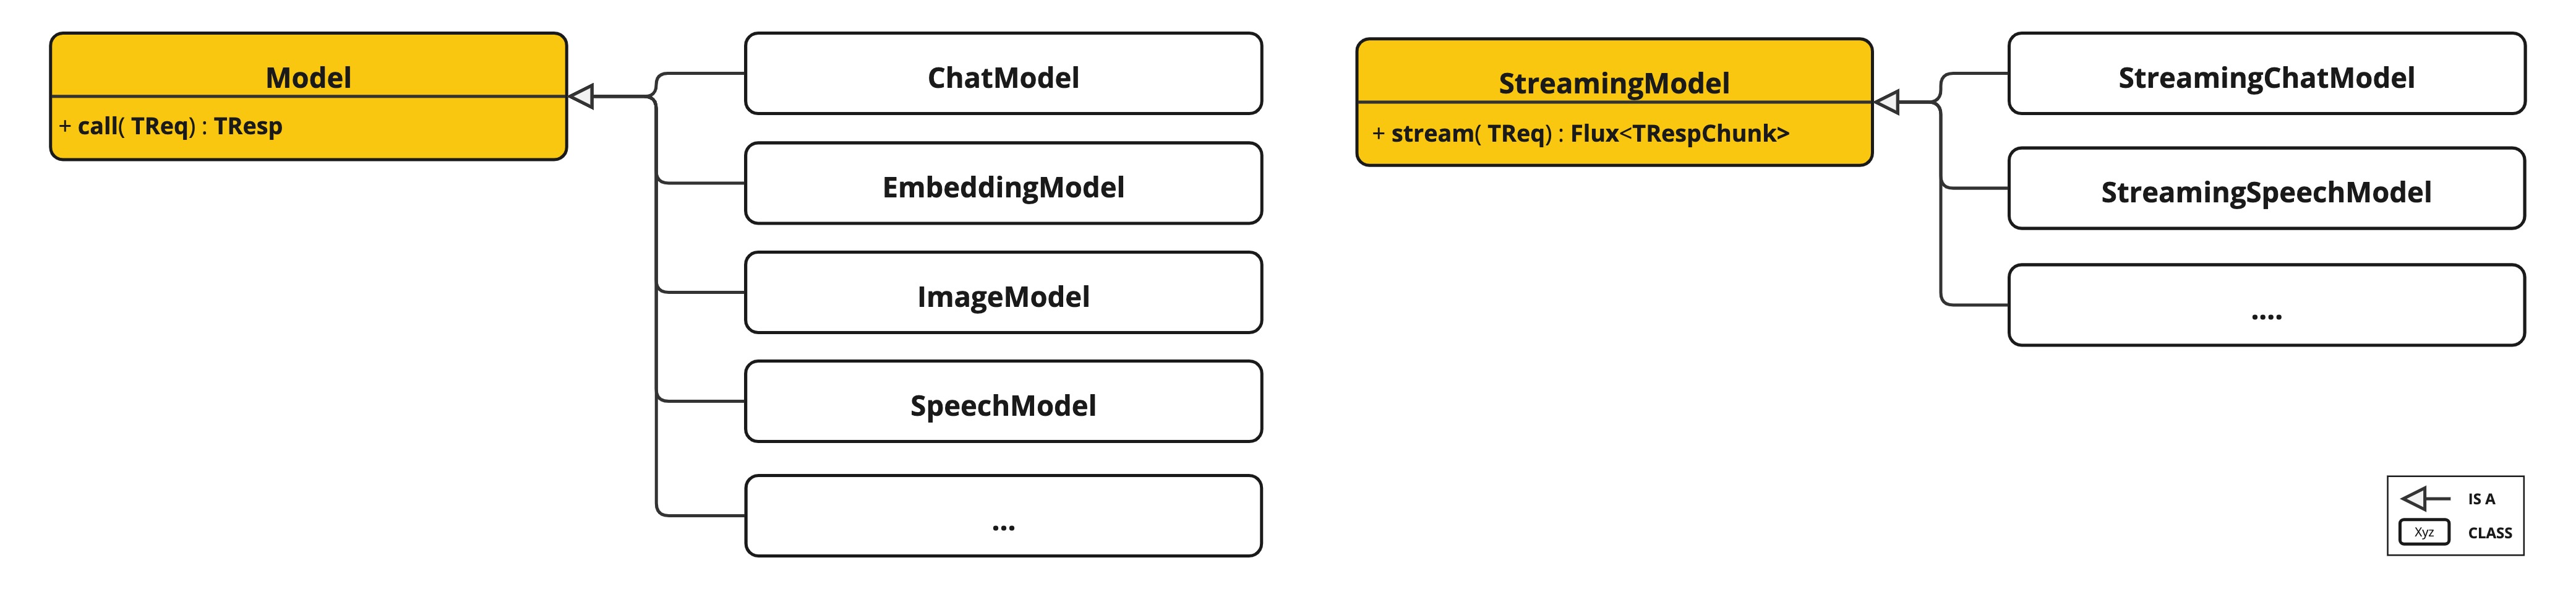 Model
+ call( TReq) : TResp
ChatModel
EmbeddingModel
ImageModel
SpeechModel
...
StreamingModel
+ stream( TReq) : Flux<TRespChunk>
StreamingChatModel
StreamingSpeechModel
....
IS A
Xyz CLASS